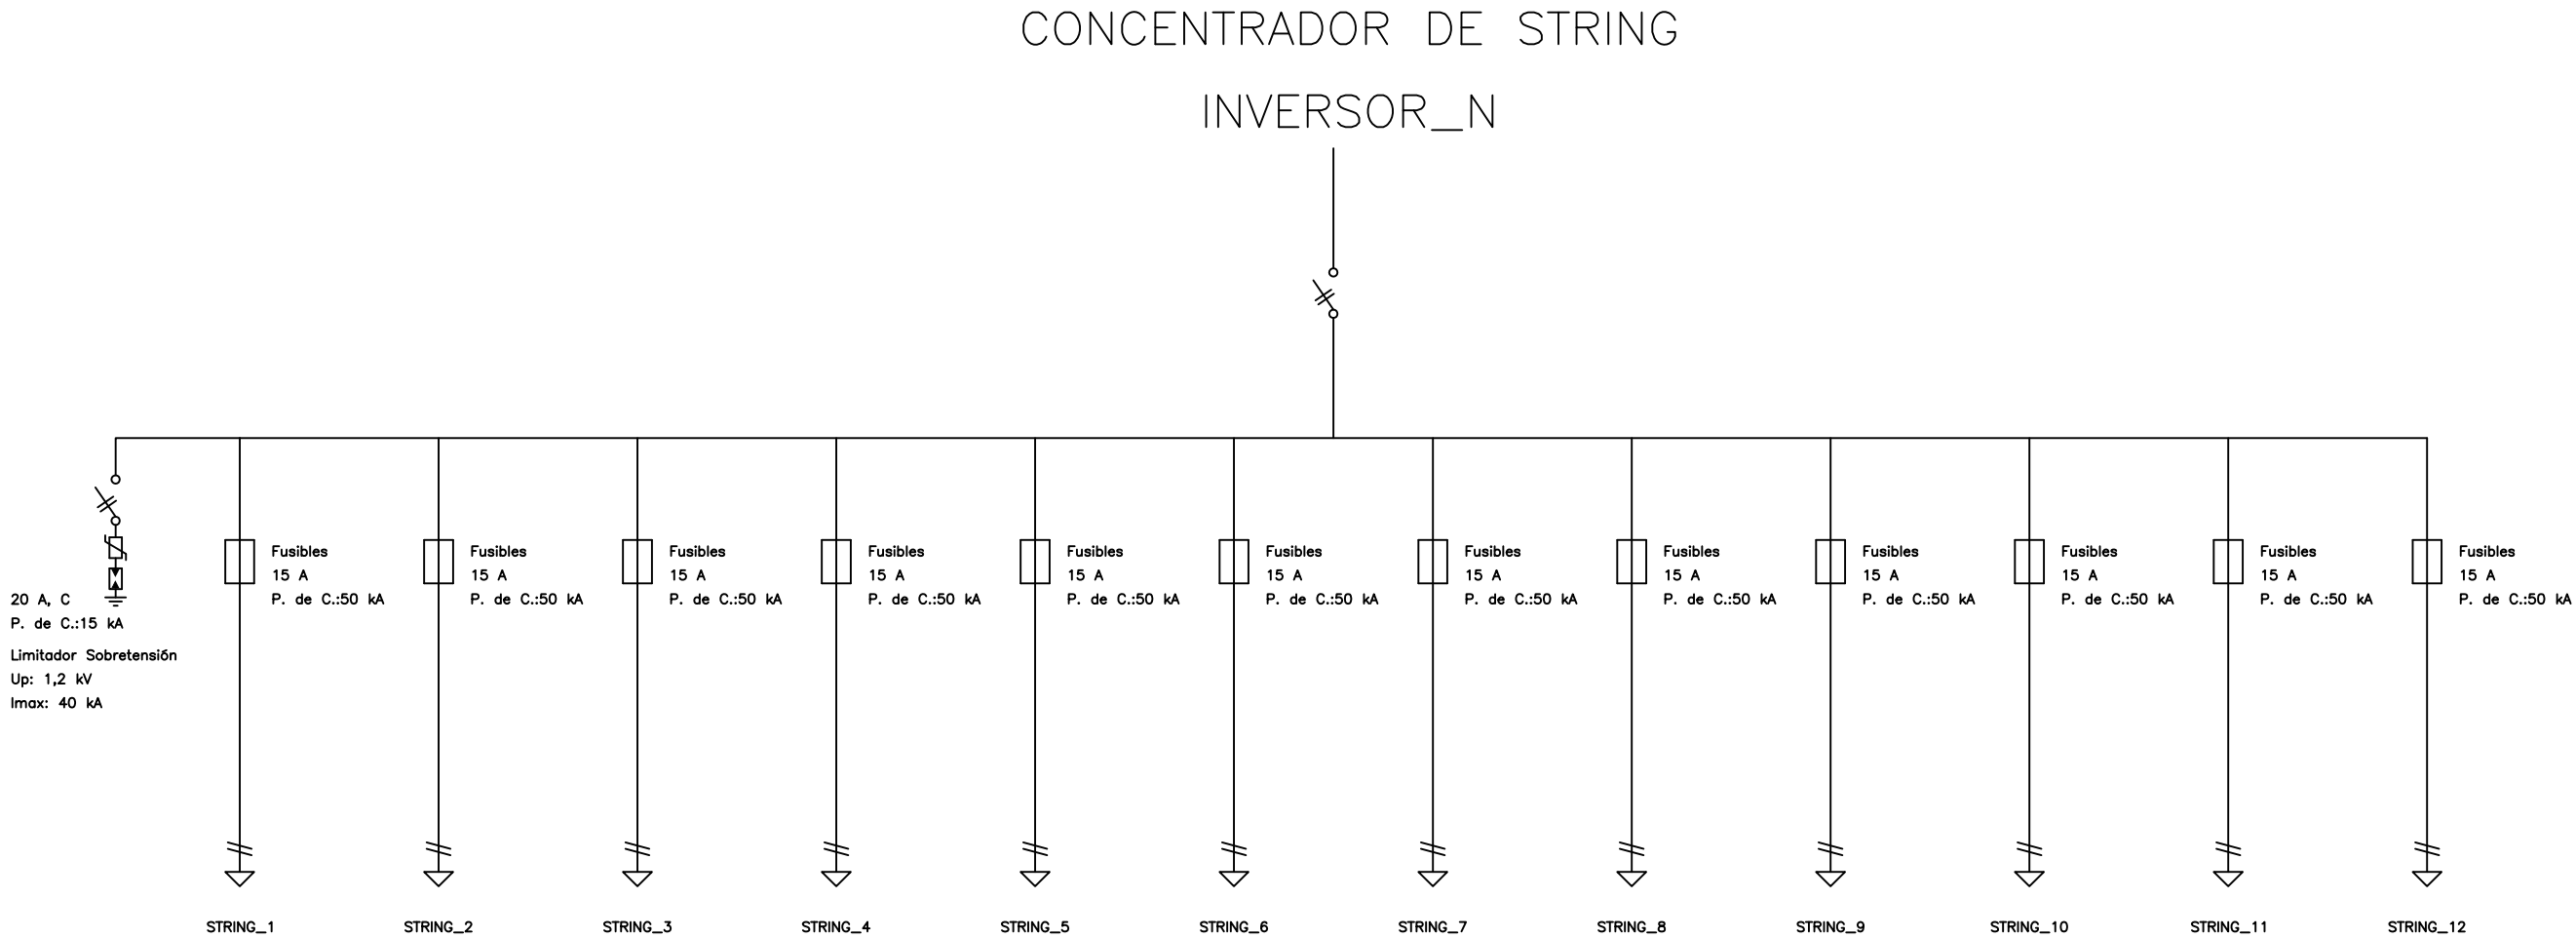 CONCENTRADOR DE STRING
INVERSOR_N
20 A, C
P. de C.:15 kA
Limitador Sobretensión
Up: 1,2 kV
Imax: 40 kA
Fusibles
15 A
P. de C.:50 kA
Fusibles
15 A
P. de C.:50 kA
Fusibles
15 A
P. de C.:50 kA
Fusibles
15 A
P. de C.:50 kA
Fusibles
15 A
P. de C.:50 kA
Fusibles
15 A
P. de C.:50 kA
Fusibles
15 A
P. de C.:50 kA
Fusibles
15 A
P. de C.:50 kA
Fusibles
15 A
P. de C.:50 kA
Fusibles
15 A
P. de C.:50 kA
Fusibles
15 A
P. de C.:50 kA
Fusibles
15 A
P. de C.:50 kA
STRING_1
STRING_2
STRING_3
STRING_4
STRING_5
STRING_6
STRING_7
STRING_8
STRING_9
STRING_10
STRING_11
STRING_12